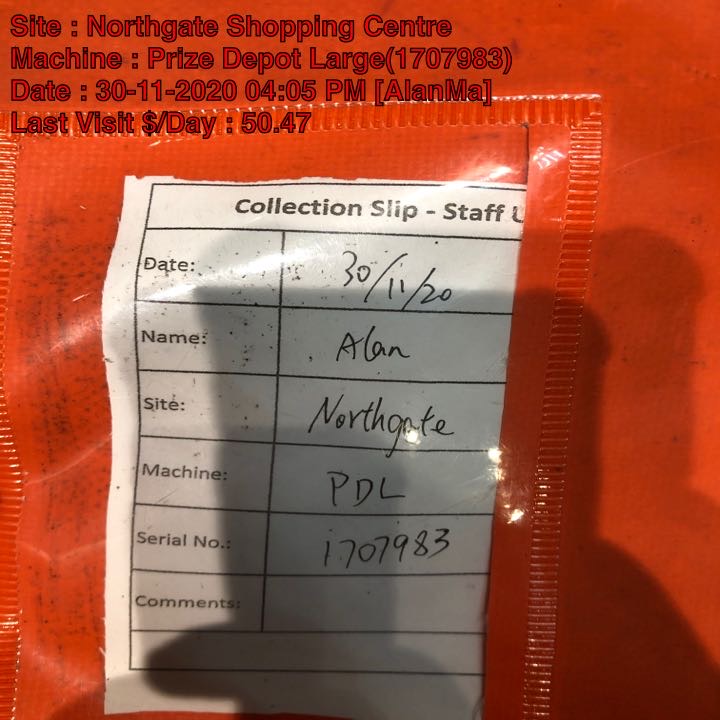 Site : Northgate Shopping Centre
Machine : Prize Depot Large(1707983)
Date : 30-11-2020 04:05 PM [AlanMa]
Last Visit $/Day : 50.47
Collection Slip - Staff
Date: 30/11/20
Name: Alan
Site: Northgate
Machine: PDL
Serial No.: 1707983
Comments: